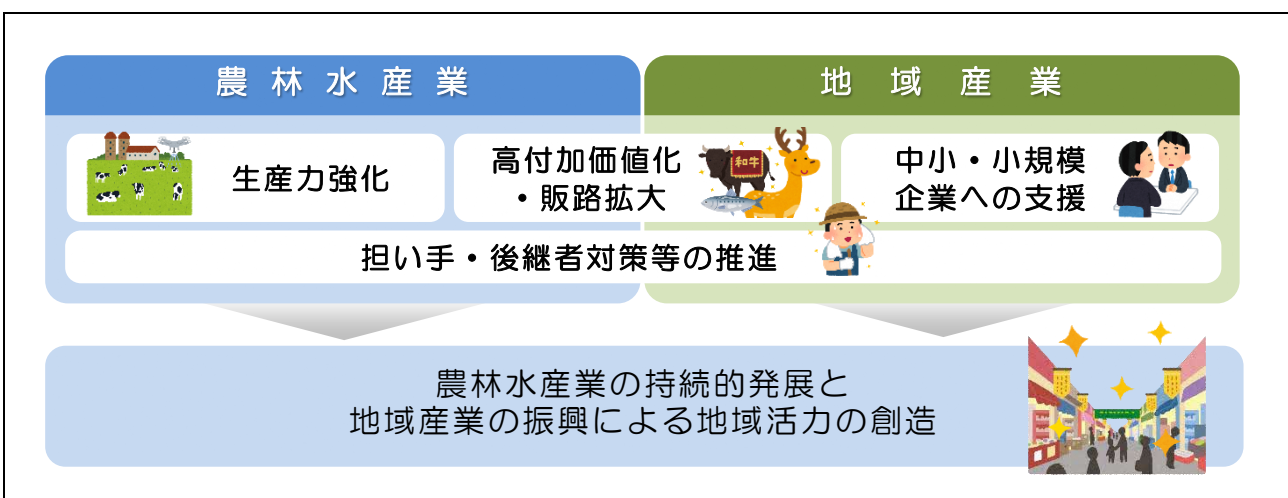 農林水産業
地域産業
生産力強化
高付加価値化
・販路拡大
和牛
中小・小規模
企業への支援
担い手・後継者対策等の推進
農林水産業の持続的発展と
地域産業の振興による地域活力の創造